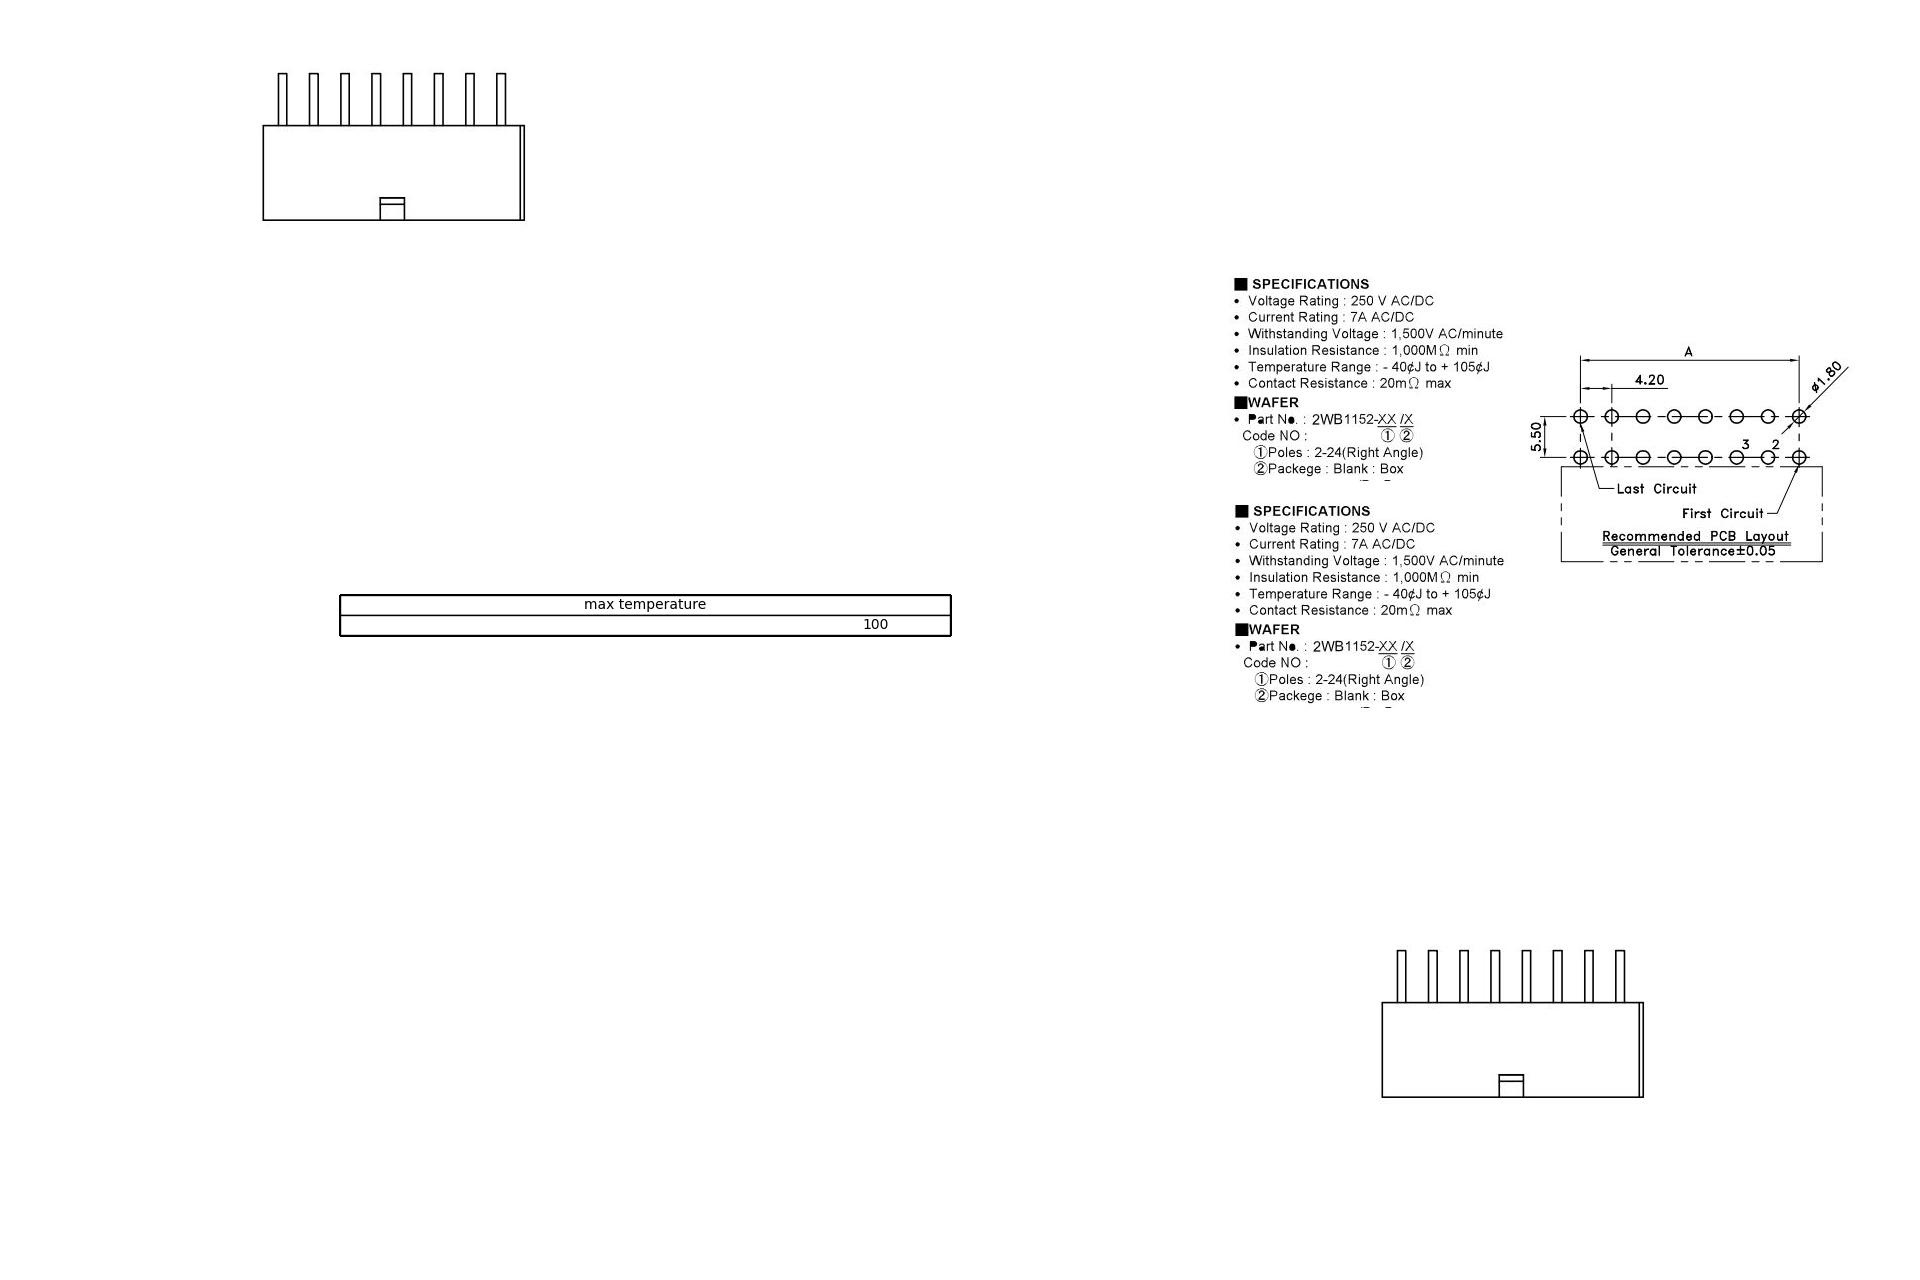 ■ SPECIFICATIONS
• Voltage Rating : 250 V AC/DC
• Current Rating : 7A AC/DC
• Withstanding Voltage : 1,500V AC/minute
• Insulation Resistance : 1,000MΩ min
• Temperature Range : - 40¢J to + 105¢J
• Contact Resistance : 20mΩ max
■WAFER
• Part No. : 2WB1152-XX /X
Code NO : ① ②
①Poles : 2-24(Right Angle)
②Packege : Blank : Box
A
4.20
ø1.80
5.50
3 2
Last Circuit
First Circuit
Recommended PCB Layout
General Tolerance±0.05
■ SPECIFICATIONS
• Voltage Rating : 250 V AC/DC
• Current Rating : 7A AC/DC
• Withstanding Voltage : 1,500V AC/minute
• Insulation Resistance : 1,000MΩ min
• Temperature Range : - 40¢J to + 105¢J
• Contact Resistance : 20mΩ max
■WAFER
• Part No. : 2WB1152-XX /X
Code NO : ① ②
①Poles : 2-24(Right Angle)
②Packege : Blank : Box
max temperature
100